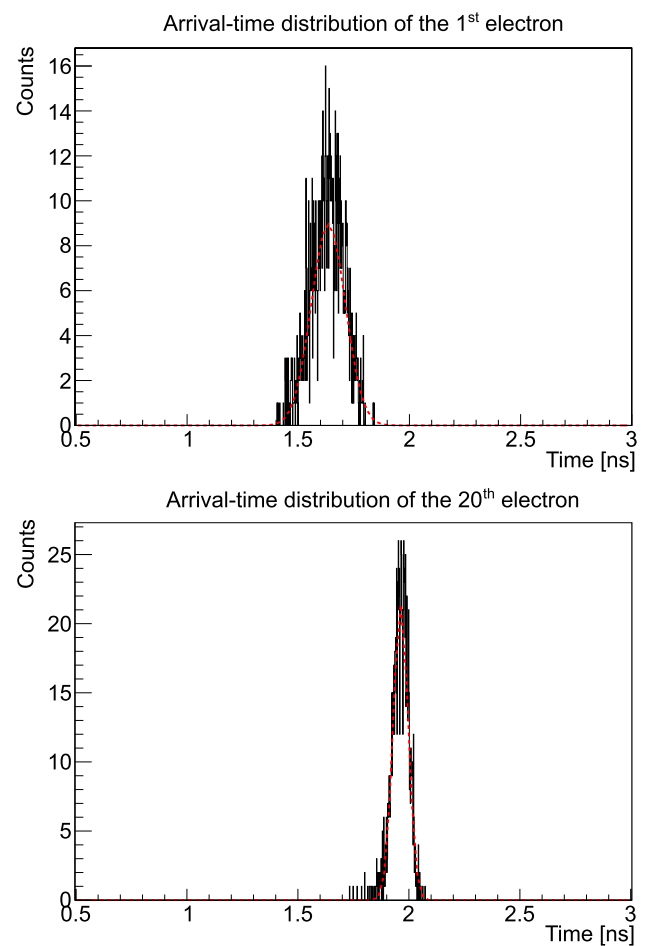 Arrival-time distribution of the 1st electron
Counts
16
14
12
10
8
6
4
2
0
0.5 1 1.5 2 2.5 3
Time [ns]
Arrival-time distribution of the 20th electron
Counts
25
20
15
10
5
0
0.5 1 1.5 2 2.5 3
Time [ns]